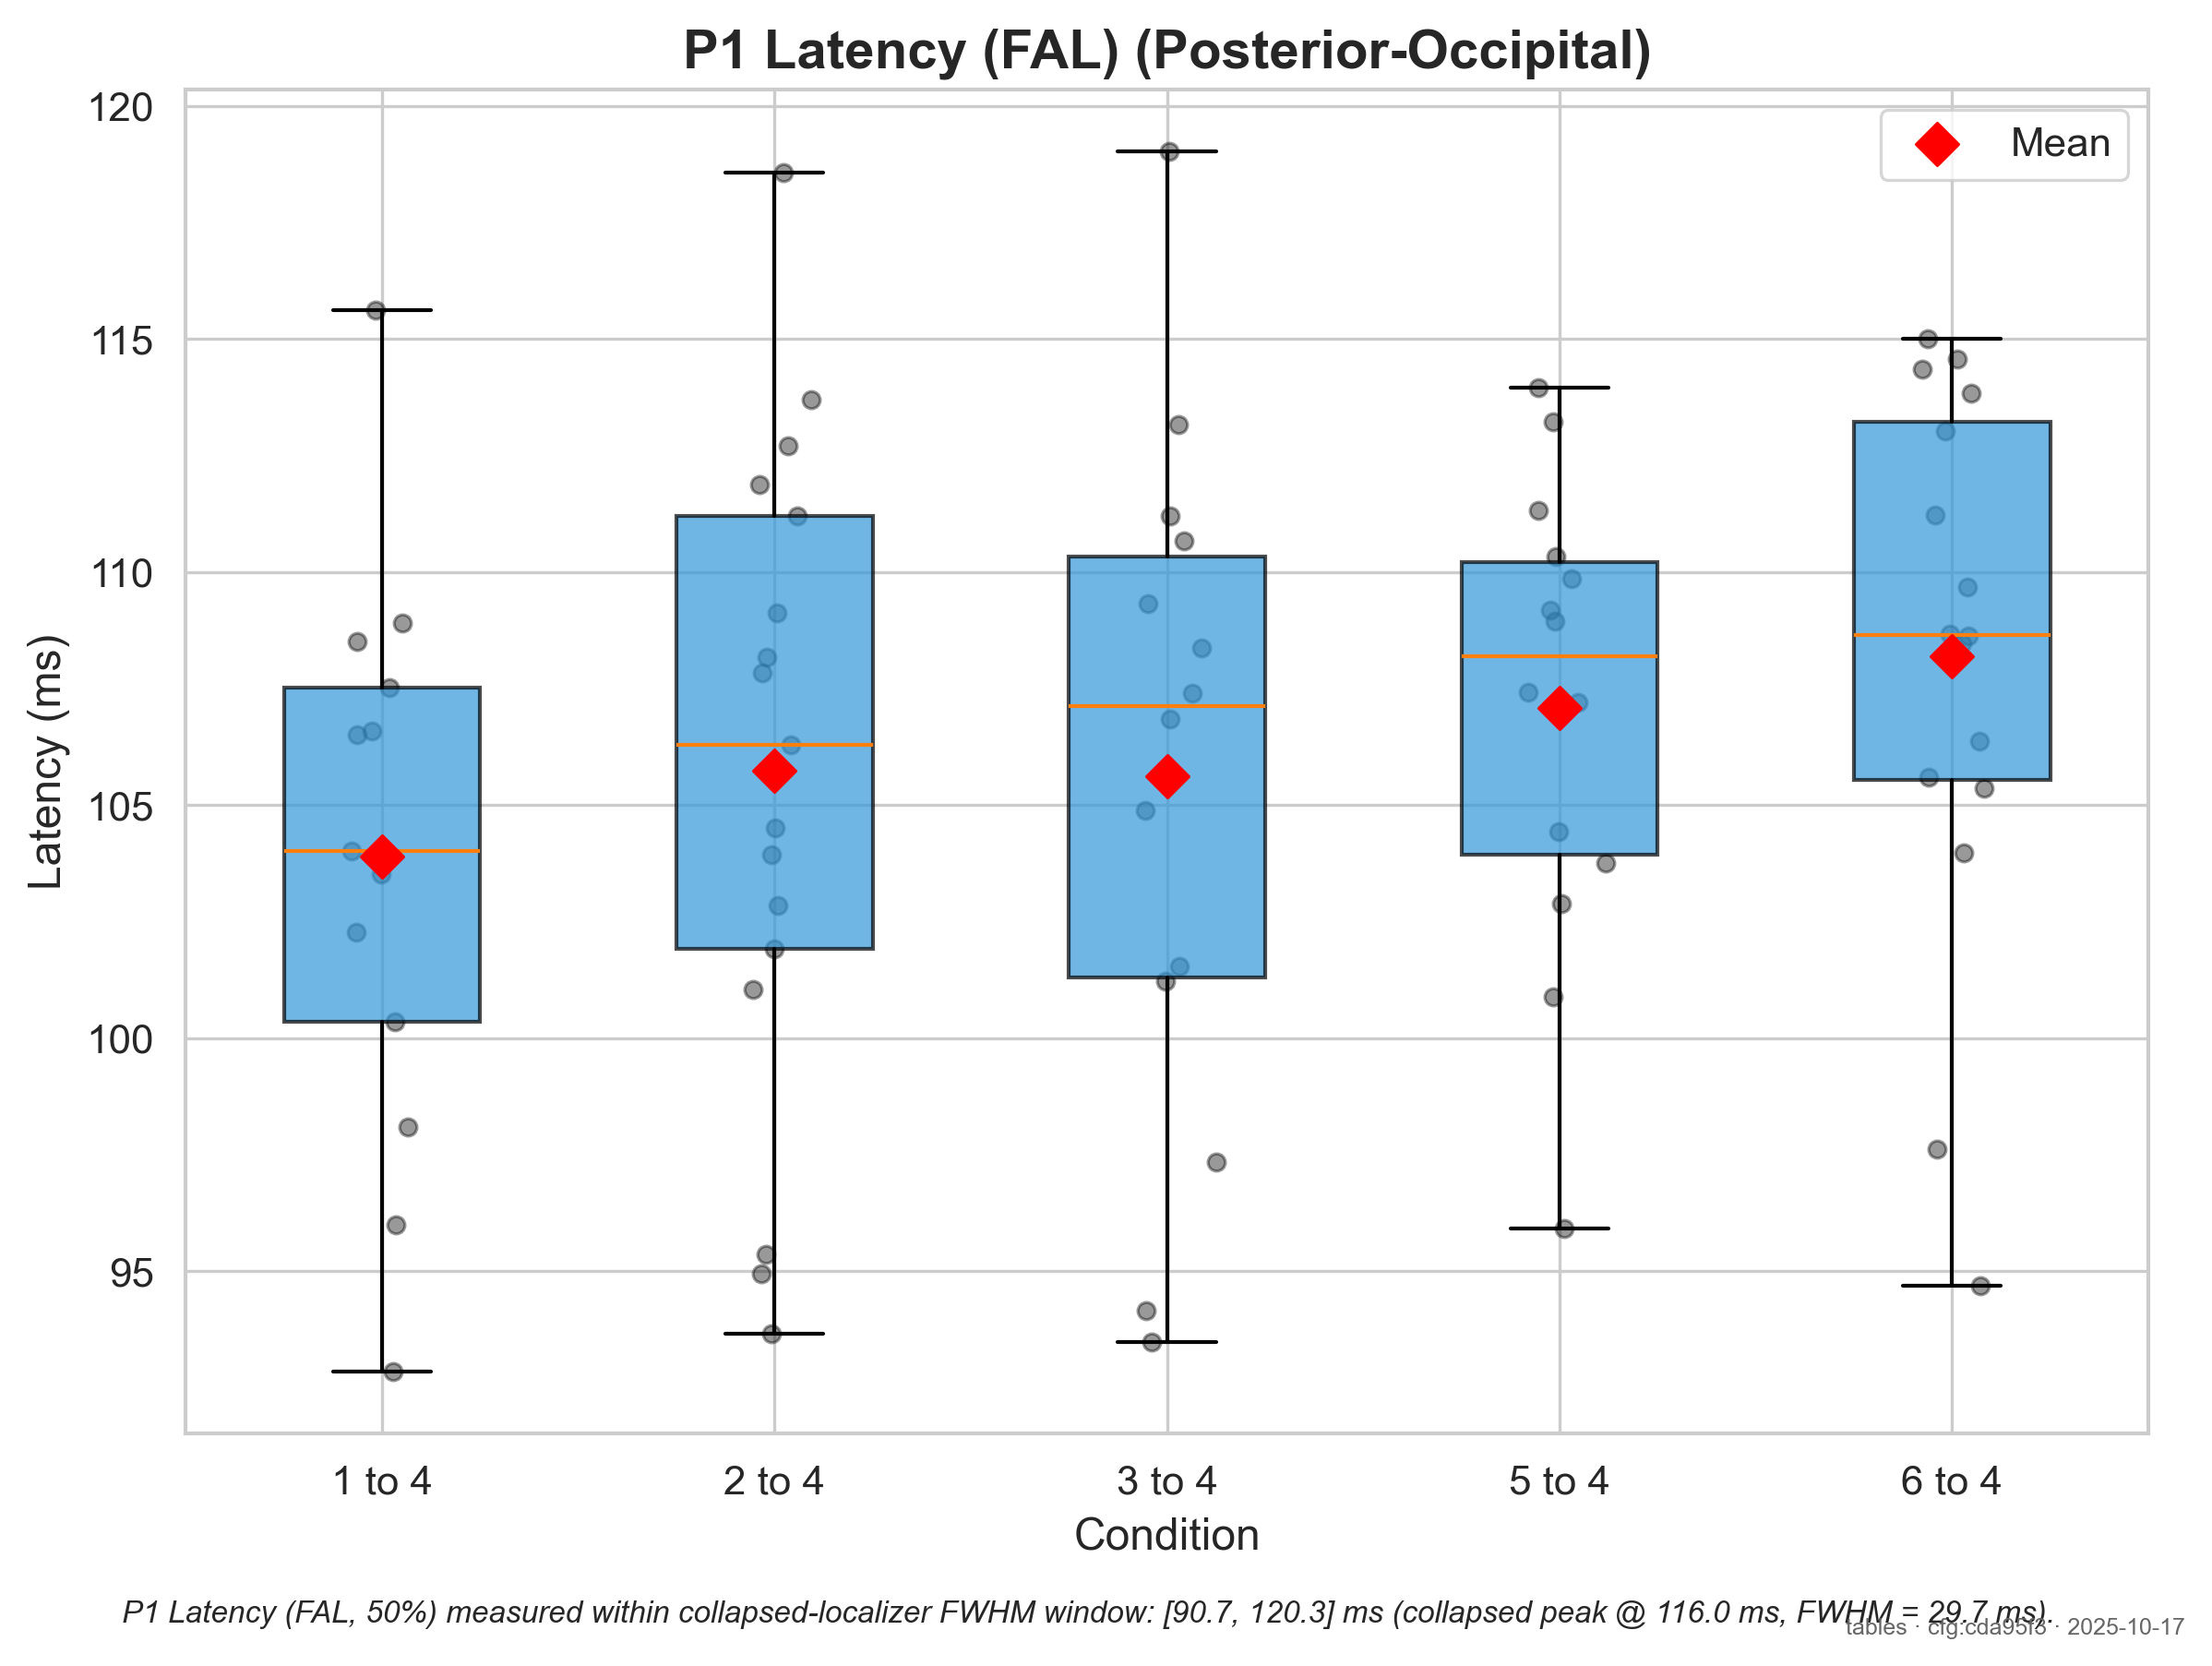 P1 Latency (FAL) (Posterior-Occipital)
Mean
120
115
110
105
100
95
Latency (ms)
1 to 4
2 to 4
3 to 4
5 to 4
6 to 4
Condition
P1 Latency (FAL, 50%) measured within collapsed-localizer FWHM window: [90.7, 120.3] ms (collapsed peak @ 116.0 ms, FWHM = 29.7 ms).
tables · cfg:cda95f3 · 2025-10-17